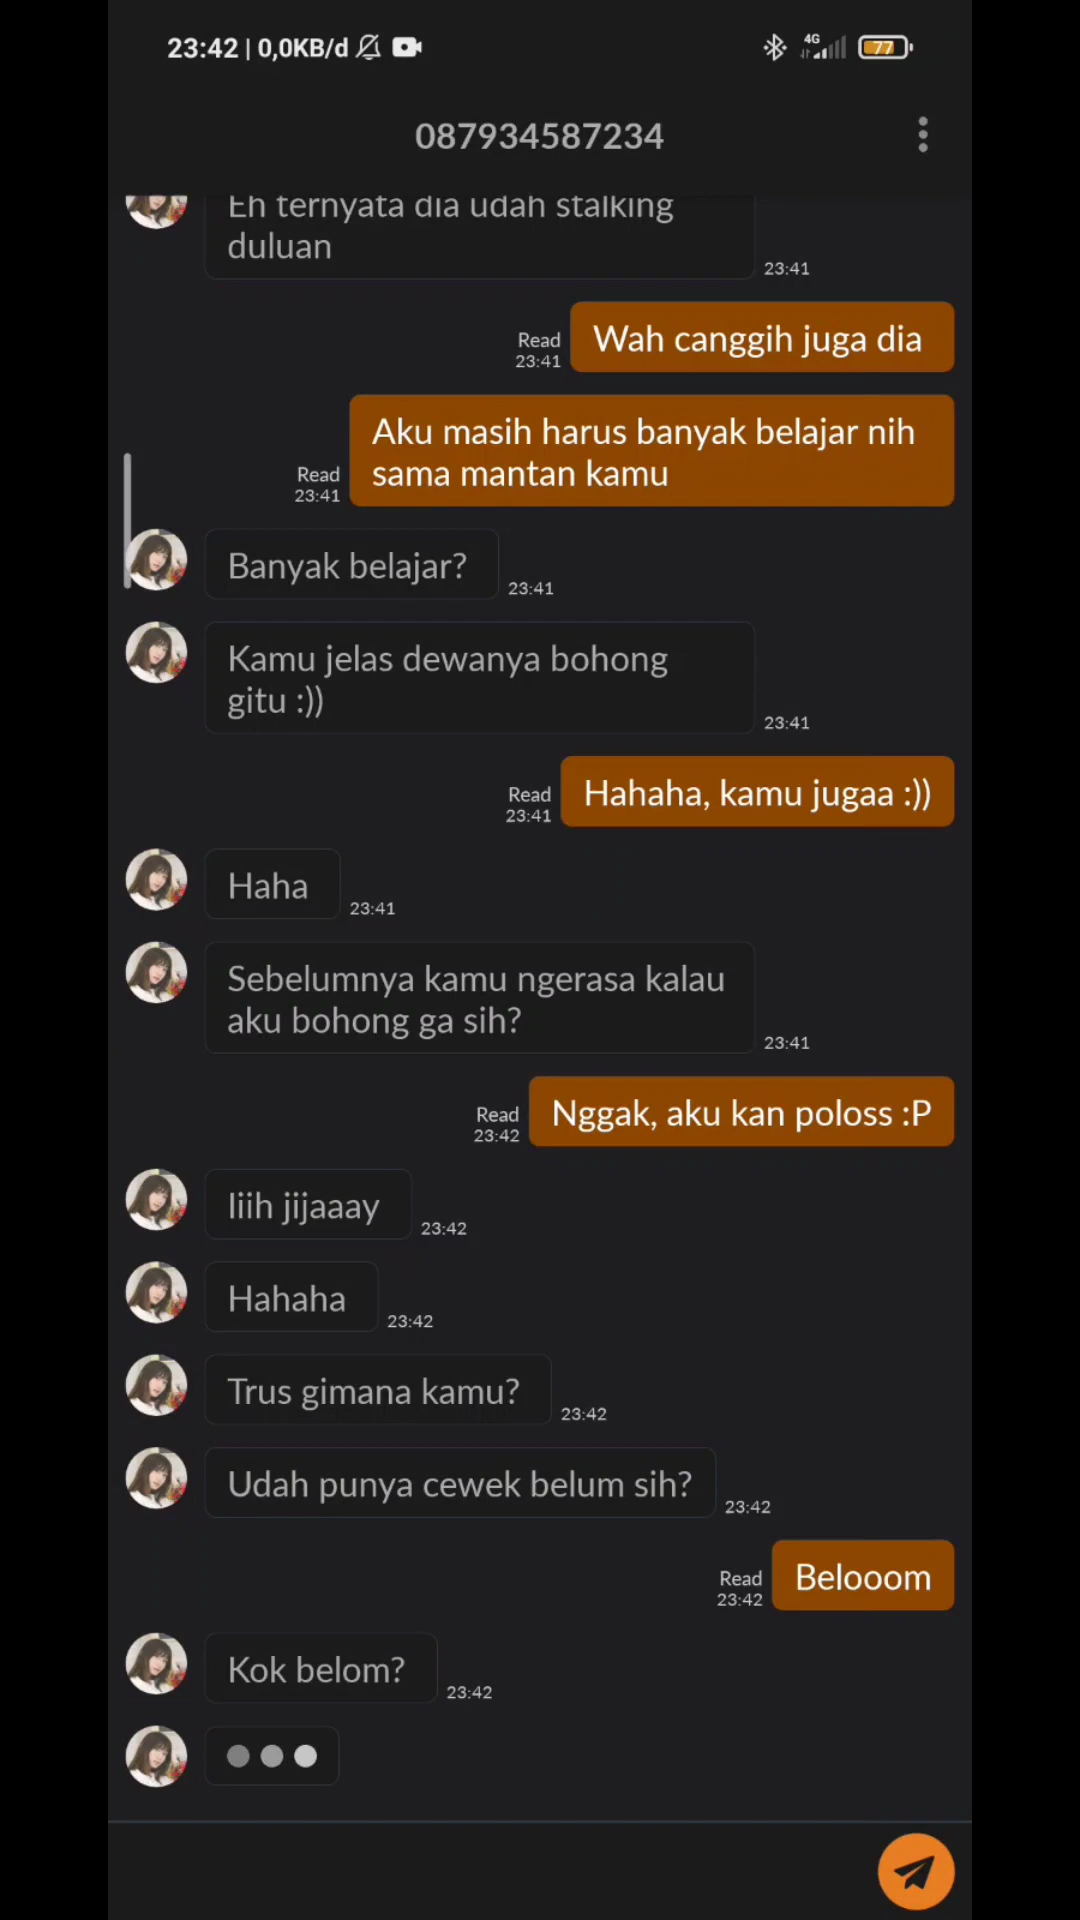 23:42 | 0,0KB/d
4G
77
087934587234
Eh ternyata dia udah stalking
duluan
23:41
Wah canggih juga dia
Read
23:41
Aku masih harus banyak belajar nih
sama mantan kamu
Read
23:41
Banyak belajar?
23:41
Kamu jelas dewanya bohong
gitu :))
23:41
Hahaha, kamu jugaa :))
Read
23:41
Haha
23:41
Sebelumnya kamu ngerasa kalau
aku bohong ga sih?
23:41
Nggak, aku kan poloss :P
Read
23:42
Iiih jijaaay
23:42
Hahaha
23:42
Trus gimana kamu?
23:42
Udah punya cewek belum sih?
23:42
Belooom
Read
23:42
Kok belom?
23:42